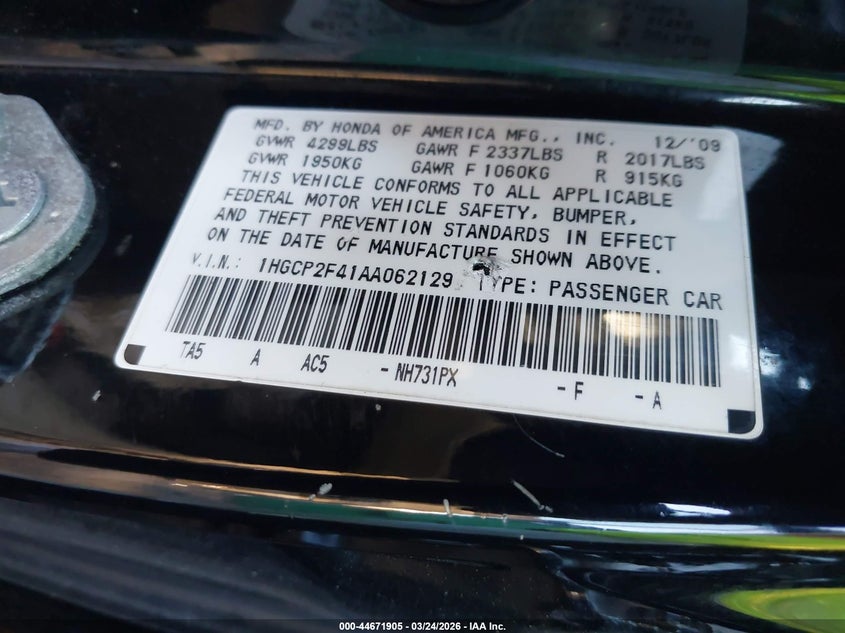 MFD. BY HONDA OF AMERICA MFG., INC. 12/'09
GVWR 4299LBS GAWR F 2337LBS R 2017LBS
GVWR 1950KG GAWR F 1060KG R 915KG
THIS VEHICLE CONFORMS TO ALL APPLICABLE
FEDERAL MOTOR VEHICLE SAFETY, BUMPER,
AND THEFT PREVENTION STANDARDS IN EFFECT
ON THE DATE OF MANUFACTURE SHOWN ABOVE.
V.I.N.: 1HGCP2F41AA062129 TYPE: PASSENGER CAR
TA5 A AC5 -NH731PX -F -A
000-44671905 - 03/24/2026 - IAA Inc.